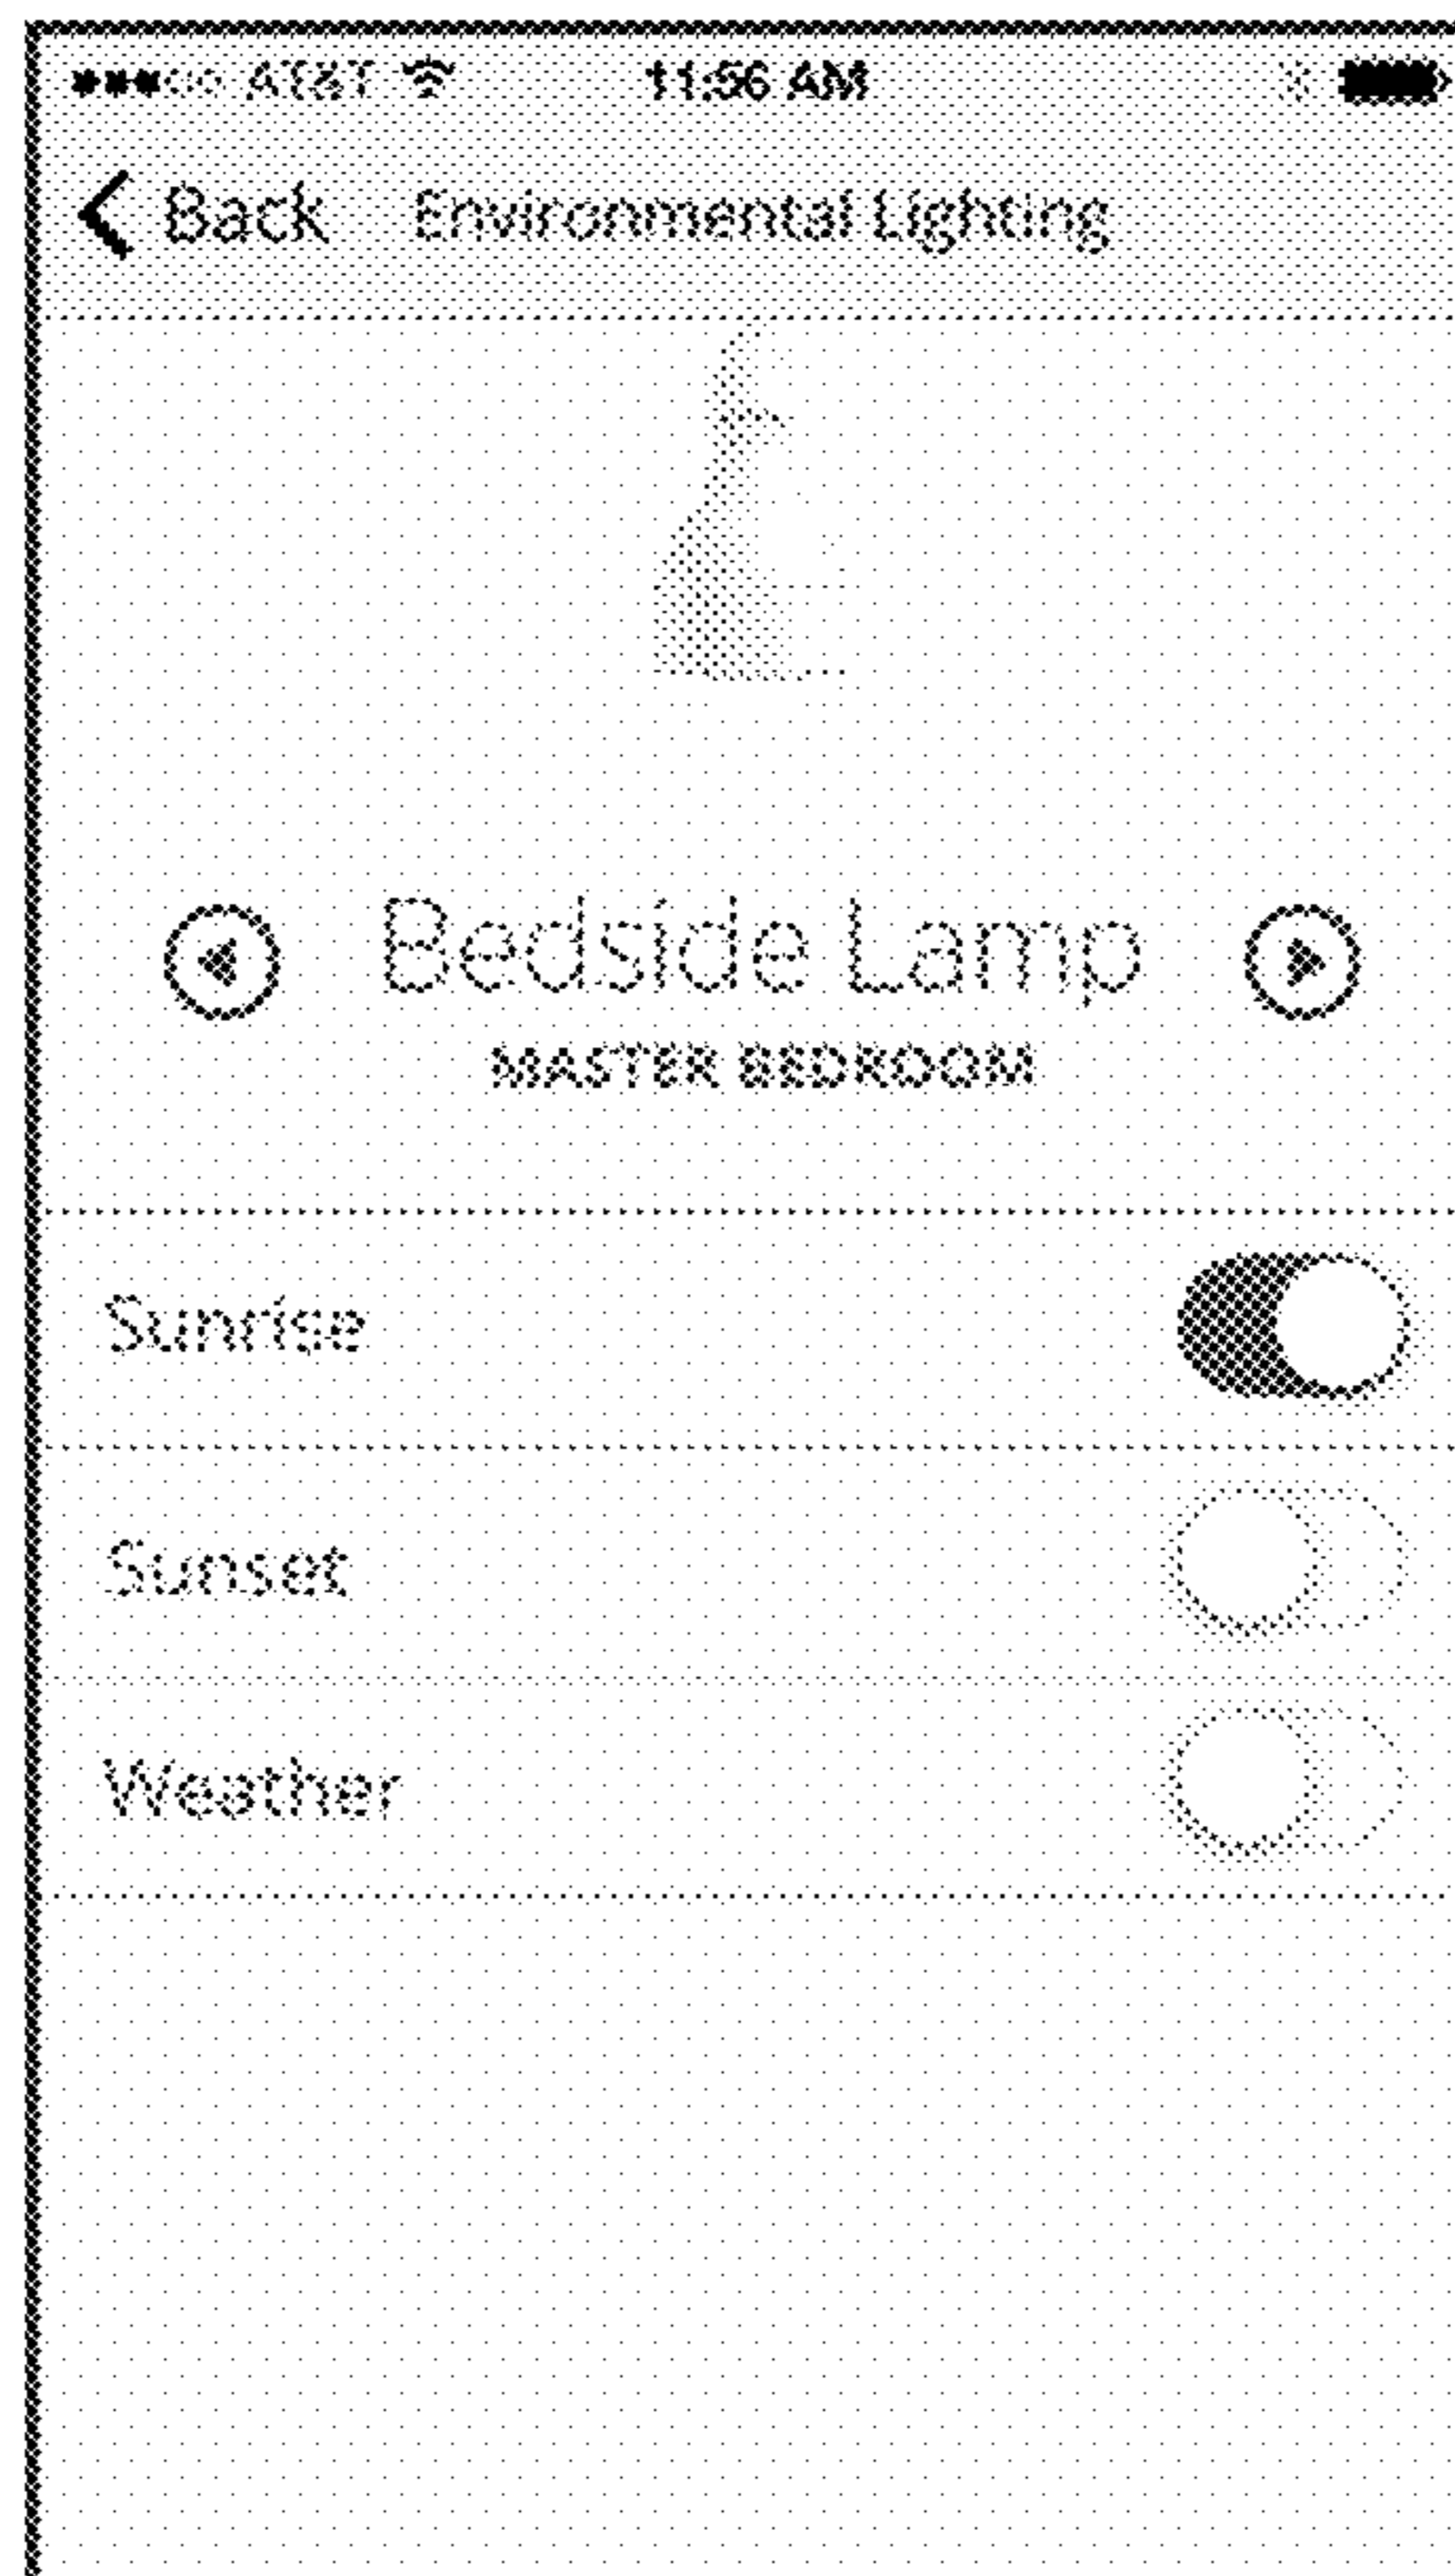 AT&T 11:56 AM
Back Environmental Lighting
Bedside Lamp
MASTER BEDROOM
Sunrise
Sunset
Weather